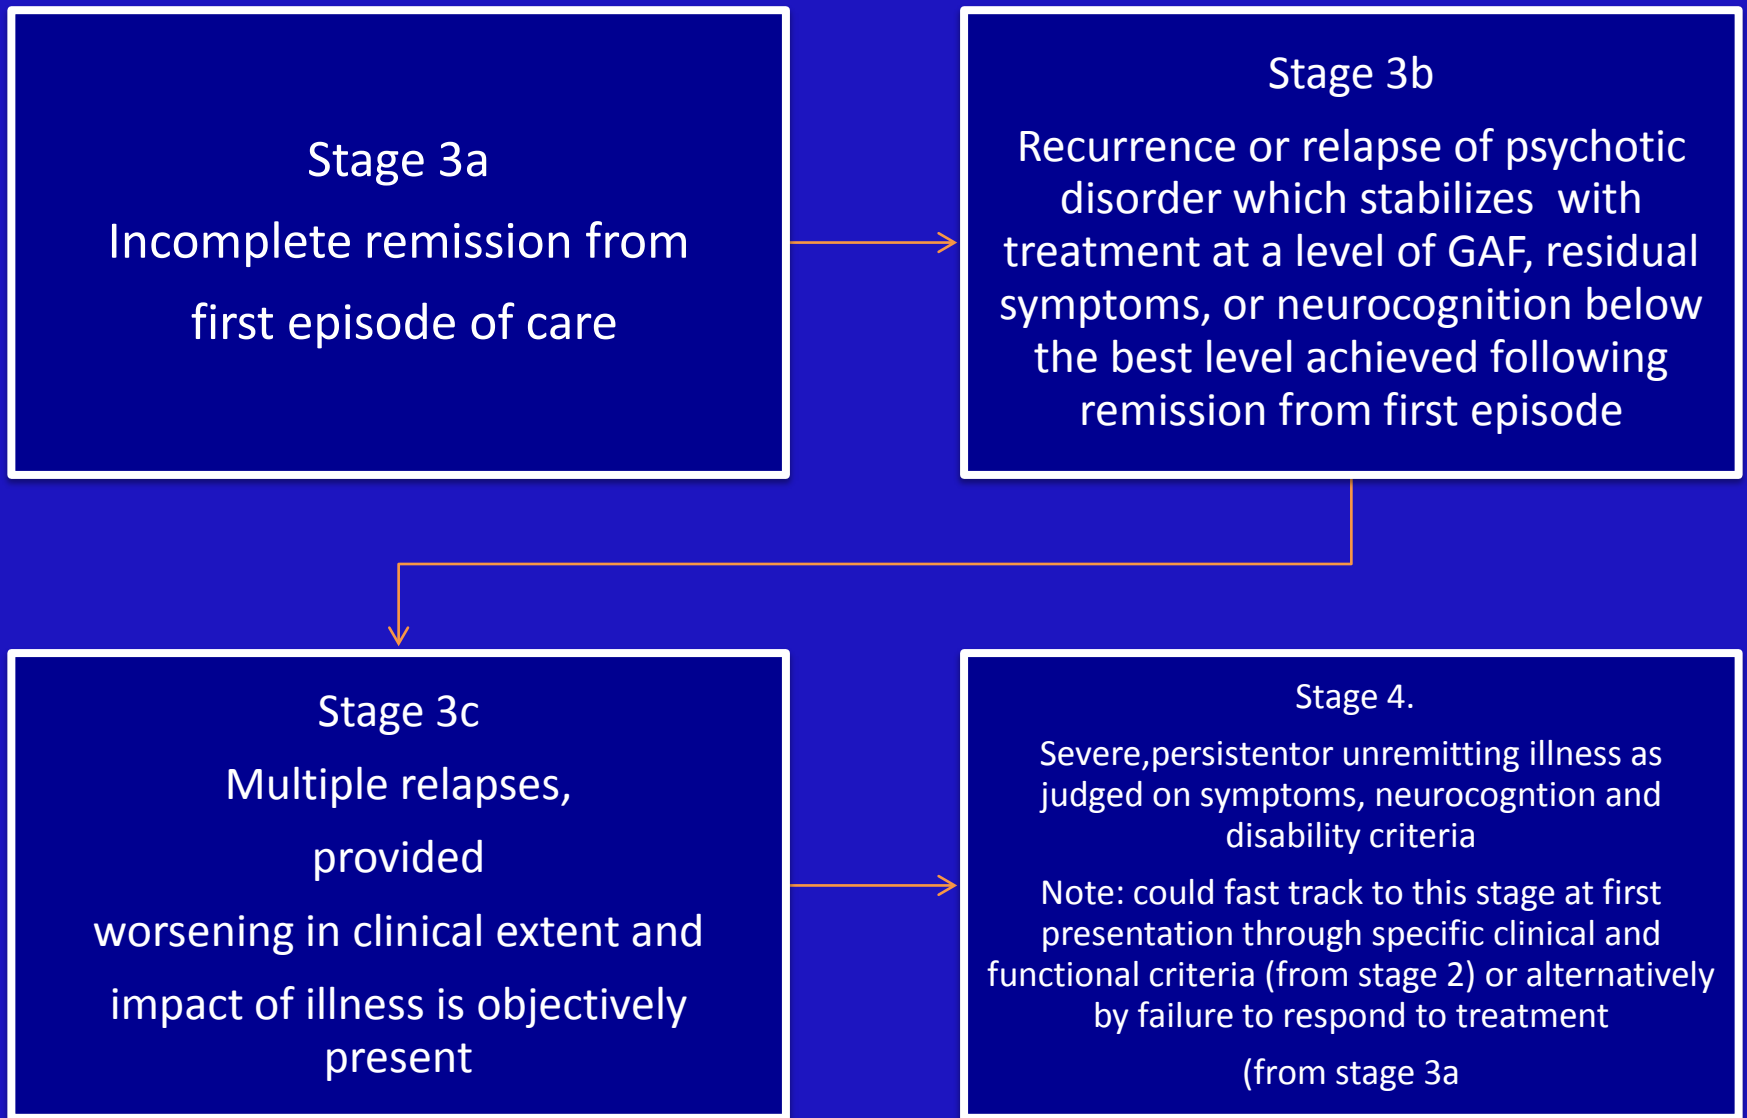 Stage 3a
Incomplete remission from
first episode of care
Stage 3b
Recurrence or relapse of psychotic
disorder which stabilizes  with
treatment at a level of GAF, residual
symptoms, or neurocognition below
the best level achieved following
remission from first episode
Stage 3c
Multiple relapses,
provided
worsening in clinical extent and
impact of illness is objectively
present
Stage 4.
Severe,persistentor unremitting illness as
judged on symptoms, neurocogntion and
disability criteria
Note: could fast track to this stage at first
presentation through specific clinical and
functional criteria (from stage 2) or alternatively
by failure to respond to treatment
(from stage 3a